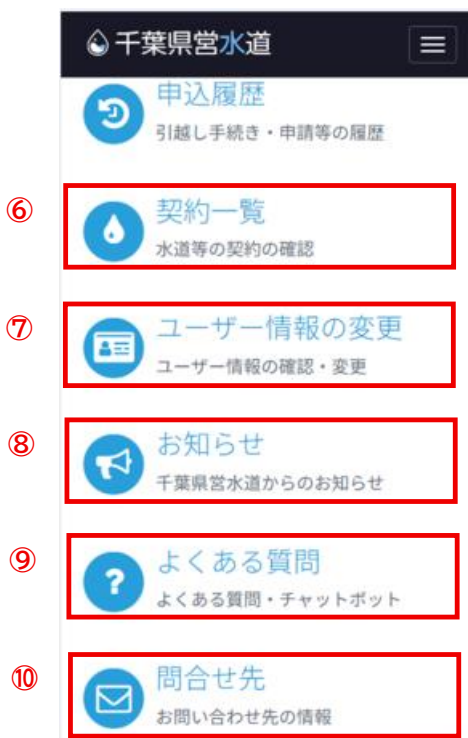 千葉県営水道
申込履歴
引越し手続き・申請等の履歴
⑥
契約一覧
水道等の契約の確認
⑦
ユーザー情報の変更
ユーザー情報の確認・変更
⑧
お知らせ
千葉県営水道からのお知らせ
⑨
?
よくある質問
よくある質問・チャットボット
⑩
問合せ先
お問い合わせ先の情報